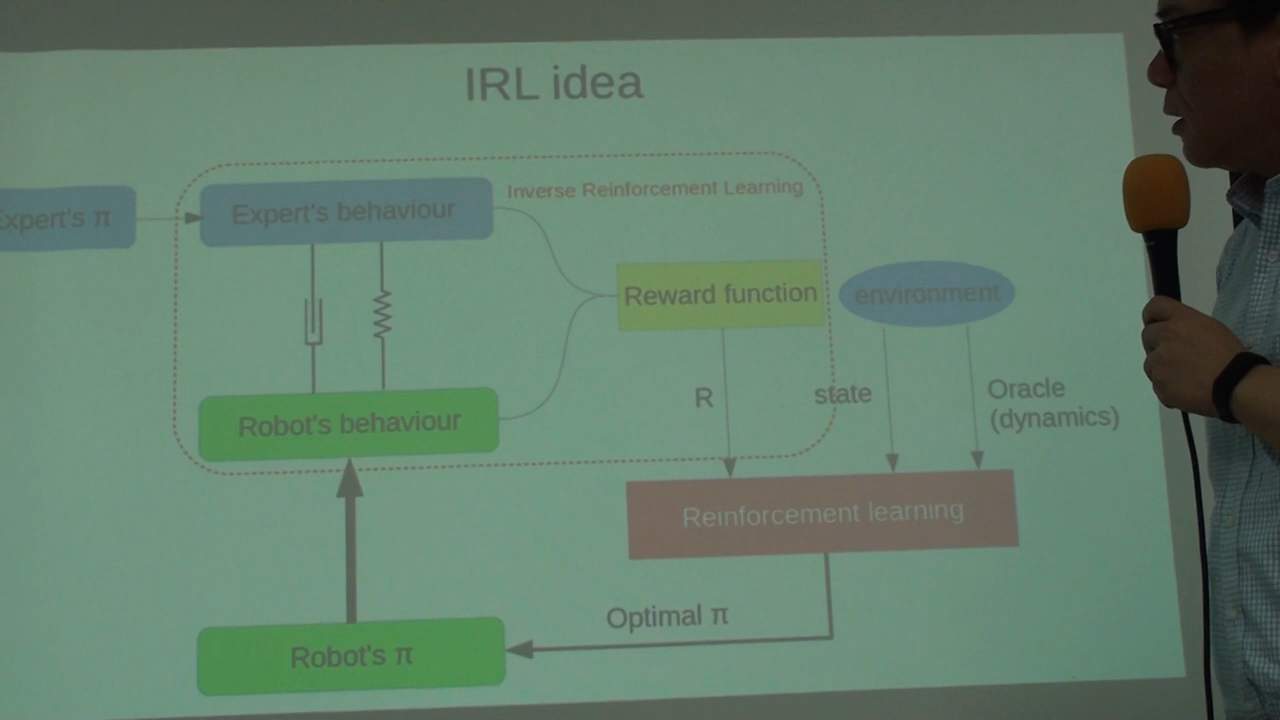 IRL idea
Inverse Reinforcement Learning
Expert's π
Expert's behaviour
Reward function
environment
R
state
Oracle
(dynamics)
Robot's behaviour
Reinforcement learning
Optimal π
Robot's π